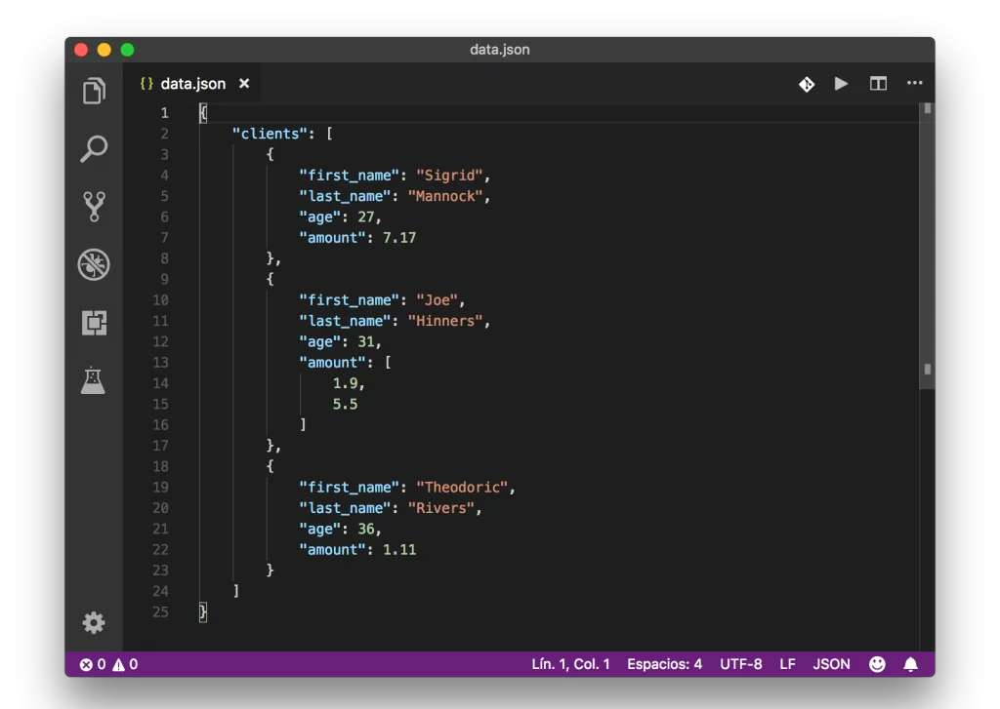 data.json
{} data.json ×
1 {
2     "clients": [
3         {
4             "first_name": "Sigrid",
5             "last_name": "Mannock",
6             "age": 27,
7             "amount": 7.17
8         },
9         {
10             "first_name": "Joe",
11             "last_name": "Hinners",
12             "age": 31,
13             "amount": [
14                 1.9,
15                 5.5
16             ]
17         },
18         {
19             "first_name": "Theodoric",
20             "last_name": "Rivers",
21             "age": 36,
22             "amount": 1.11
23         }
24     ]
25 }
0 0 Lín. 1, Col. 1 Espacios: 4 UTF-8 LF JSON